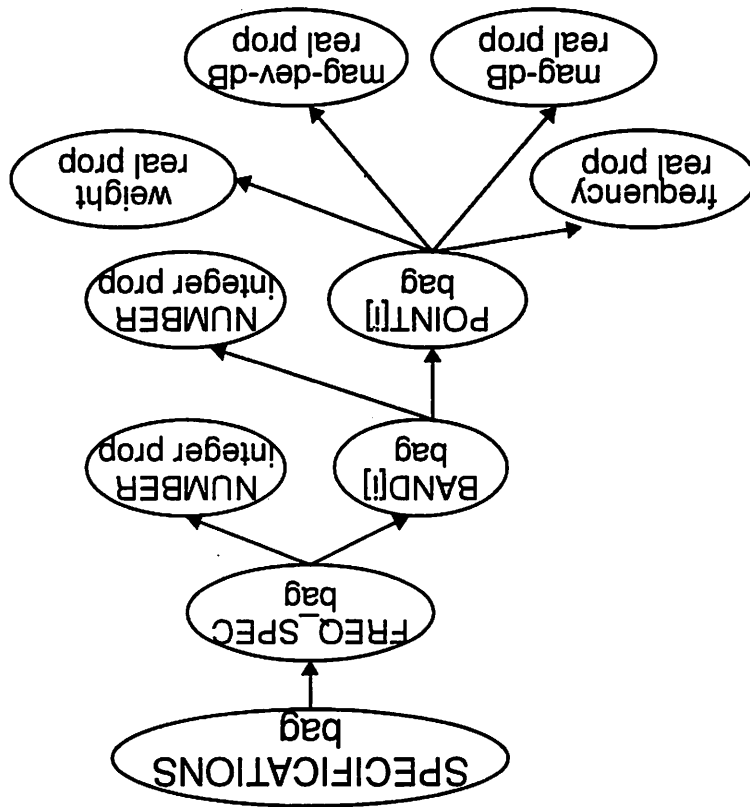 SPECIFICATIONS
bag
FREQ_SPEC
bag
BAND[i]
bag
NUMBER
integer prop
POINT[i]
bag
NUMBER
integer prop
frequency
real prop
mag-dB
real prop
mag-dev-dB
real prop
weight
real prop